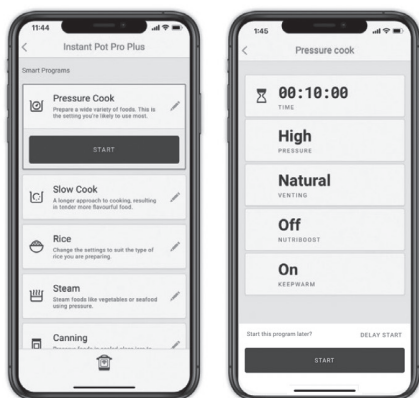 11:44
Instant Pot Pro Plus
Smart Programs
Pressure Cook
Prepare a wide variety of foods. This is
the setting you're likely to use most.
START
Slow Cook
A longer approach to cooking, resulting
in tender more flavourful food.
Rice
Change the settings to suit the type of
rice you are preparing.
Steam
Steam foods like vegetables or seafood
using pressure.
Canning
1:45
Pressure cook
00:10:00
TIME
High
PRESSURE
Natural
VENTING
Off
NUTRIBOOST
On
KEEPWARM
Start this program later?
DELAY START
START